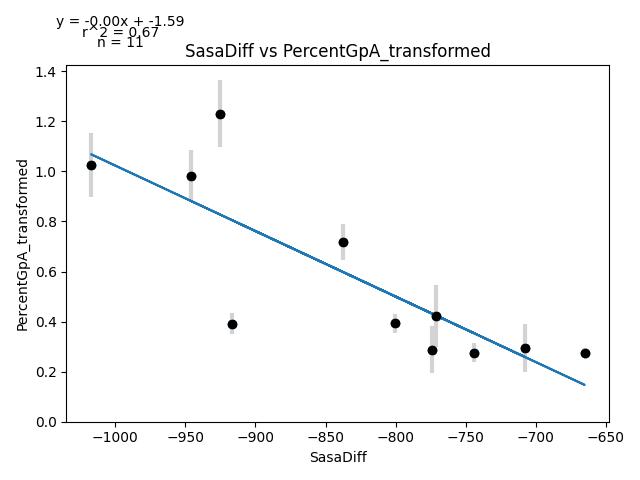 y = -0.00x + -1.59
r^2 = 0.67
n = 11
SasaDiff vs PercentGpA_transformed
PercentGpA_transformed
1.4
1.2
1.0
0.8
0.6
0.4
0.2
0.0
−1000 −950 −900 −850 −800 −750 −700 −650
SasaDiff